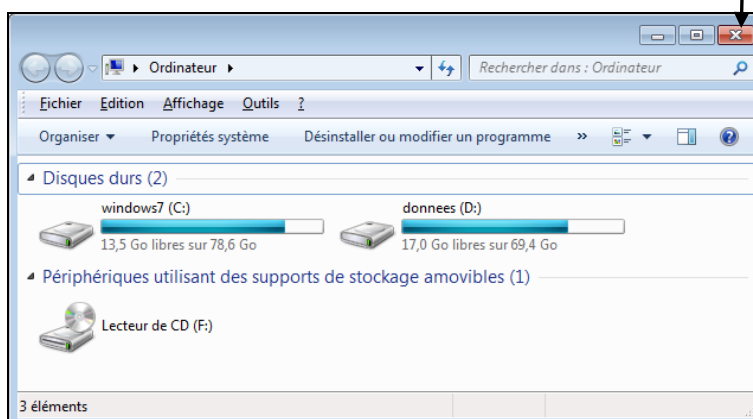 Ordinateur
Rechercher dans : Ordinateur
Fichier Edition Affichage Outils ?
Organiser Propriétés système Désinstaller ou modifier un programme »
Disques durs (2)
windows7 (C:) donnees (D:)
13,5 Go libres sur 78,6 Go 17,0 Go libres sur 69,4 Go
Périphériques utilisant des supports de stockage amovibles (1)
Lecteur de CD (F:)
3 éléments